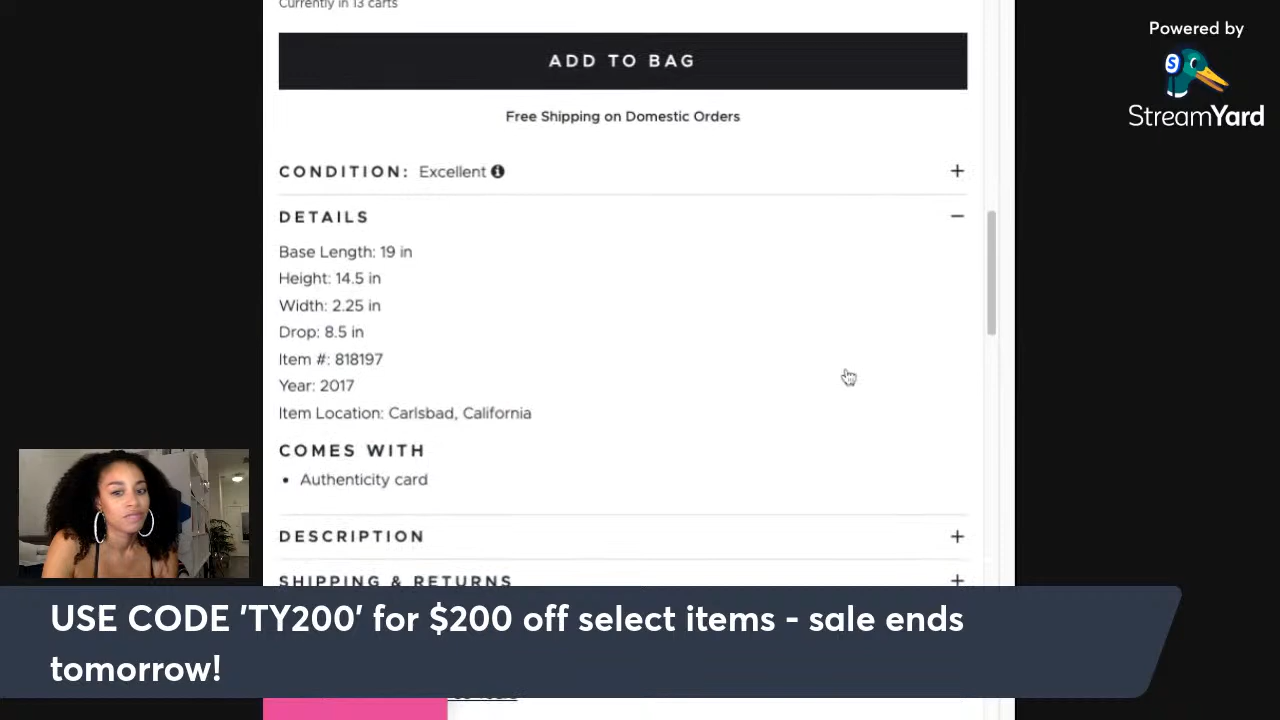 Currently in 13 carts
Powered by
S
StreamYard
ADD TO BAG
Free Shipping on Domestic Orders
CONDITION: Excellent
DETAILS
Base Length: 19 in
Height: 14.5 in
Width: 2.25 in
Drop: 8.5 in
Item #: 818197
Year: 2017
Item Location: Carlsbad, California
COMES WITH
• Authenticity card
DESCRIPTION
SHIPPING & RETURNS
USE CODE 'TY200' for $200 off select items - sale ends
tomorrow!